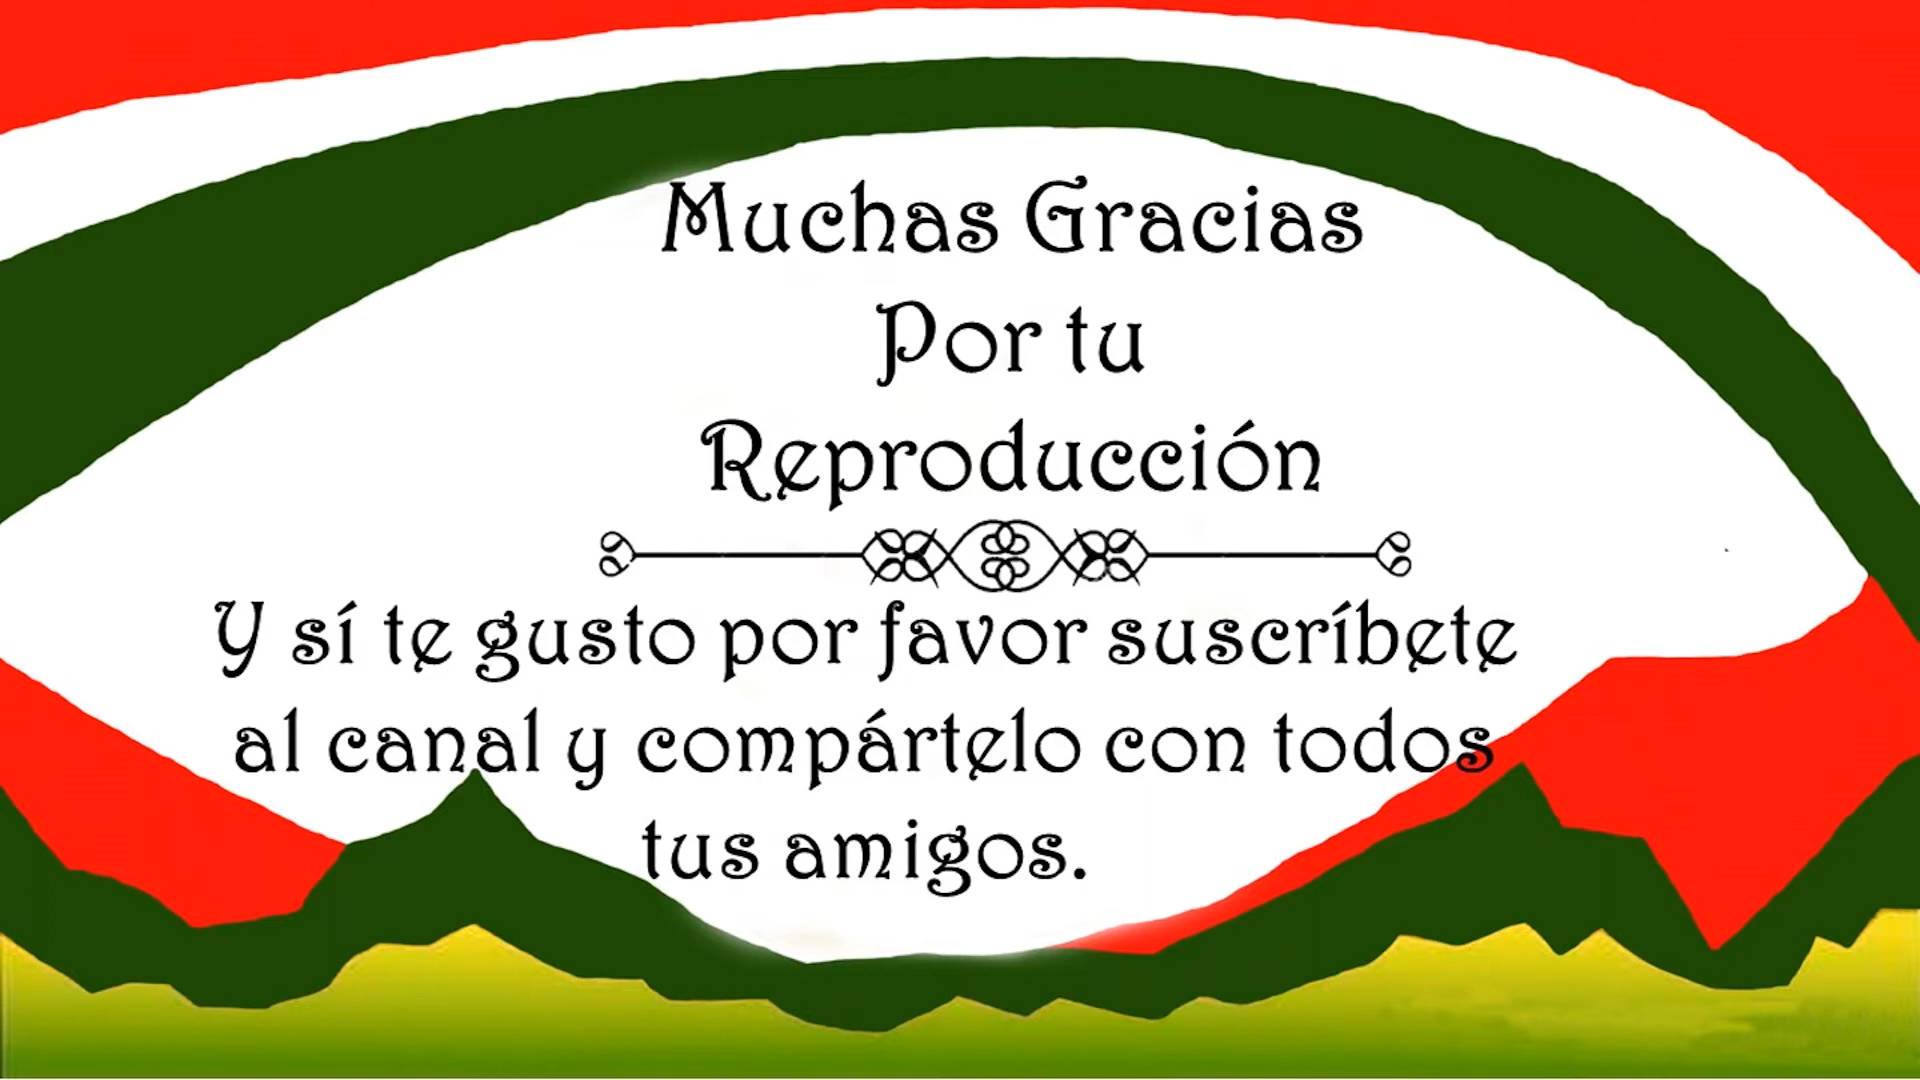 Muchas Gracias
Por tu
Reproducción
Y sí te gusto por favor suscríbete
al canal y compártelo con todos
tus amigos.